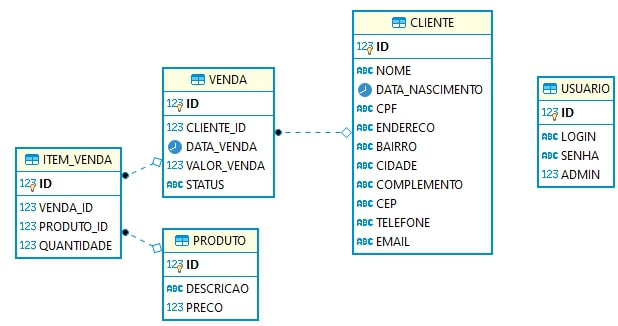 CLIENTE
123 ID
ABC NOME
DATA_NASCIMENTO
ABC CPF
ABC ENDERECO
ABC BAIRRO
ABC CIDADE
ABC COMPLEMENTO
ABC CEP
ABC TELEFONE
ABC EMAIL
VENDA
123 ID
123 CLIENTE_ID
DATA_VENDA
123 VALOR_VENDA
ABC STATUS
USUARIO
123 ID
ABC LOGIN
ABC SENHA
123 ADMIN
ITEM_VENDA
123 ID
123 VENDA_ID
123 PRODUTO_ID
123 QUANTIDADE
PRODUTO
123 ID
ABC DESCRICAO
123 PRECO